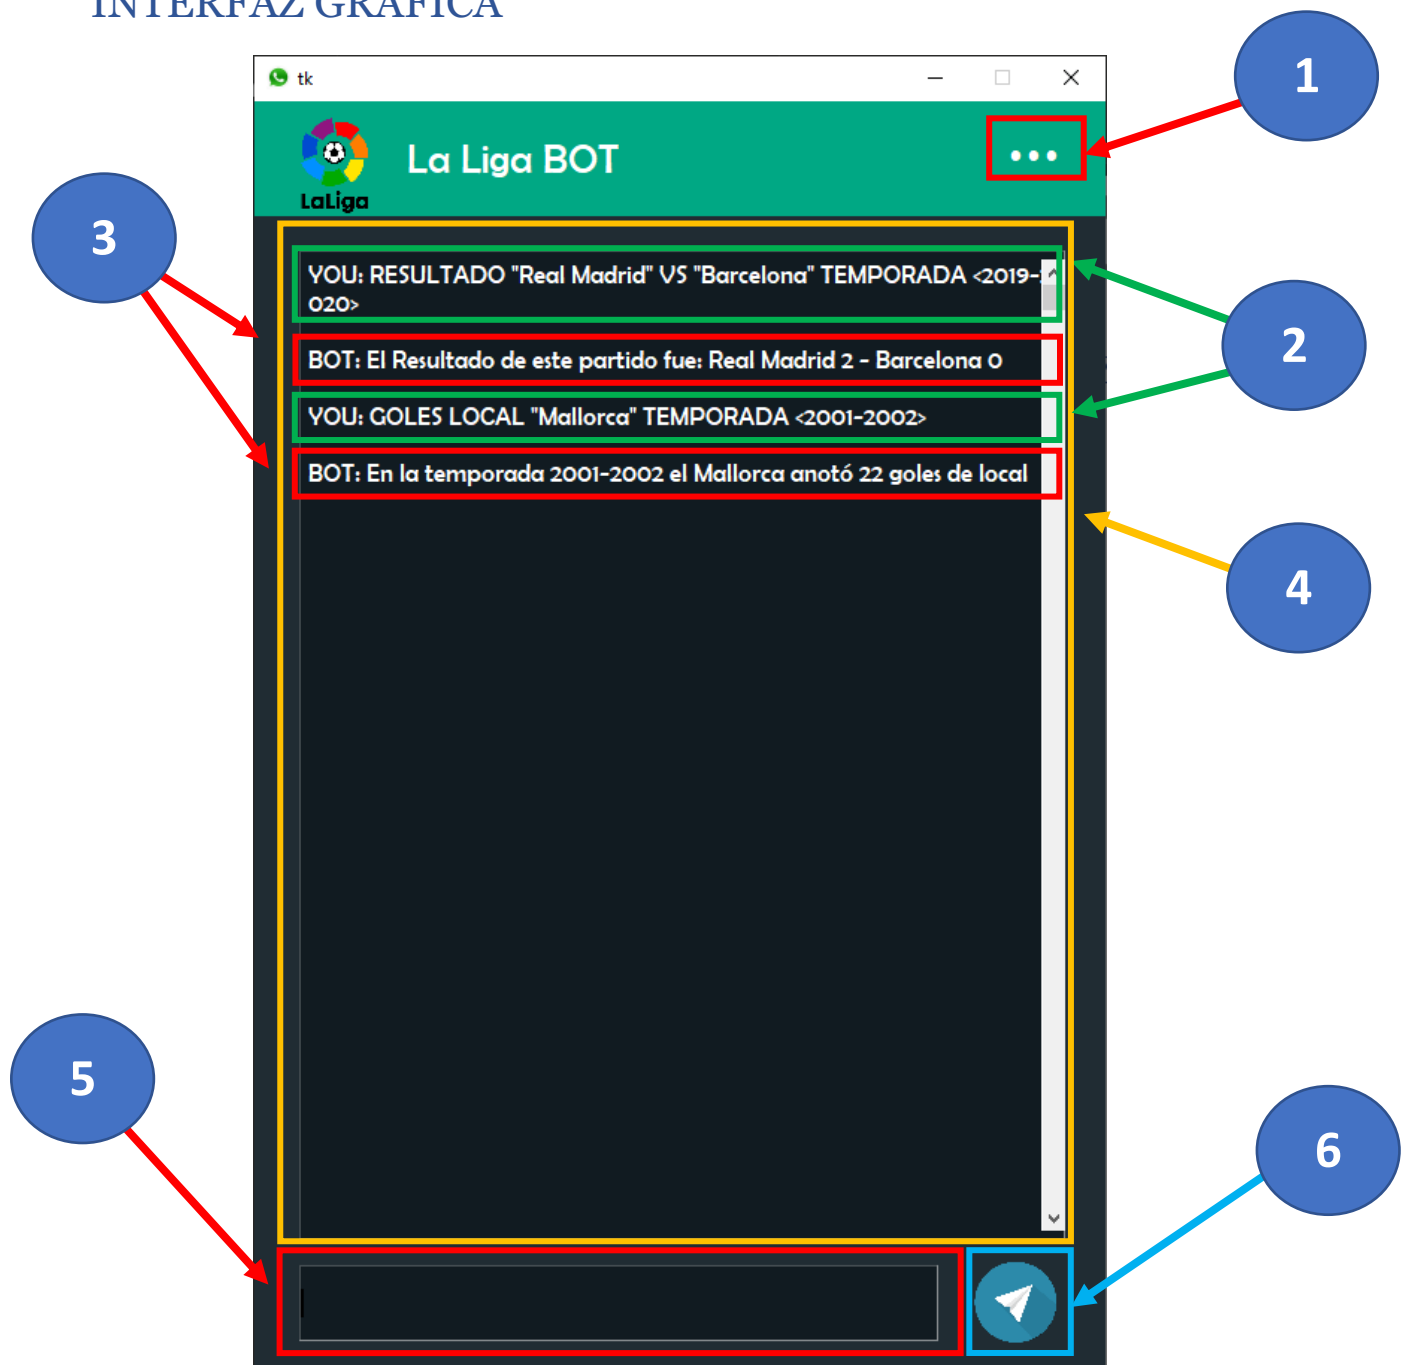 INTERFAZ GRÁFICA
1
tk
La Liga BOT
LaLiga
3
YOU: RESULTADO "Real Madrid" VS "Barcelona" TEMPORADA <2019-2
020>
2
BOT: El Resultado de este partido fue: Real Madrid 2 - Barcelona 0
YOU: GOLES LOCAL "Mallorca" TEMPORADA <2001-2002>
BOT: En la temporada 2001-2002 el Mallorca anotó 22 goles de local
4
5
6